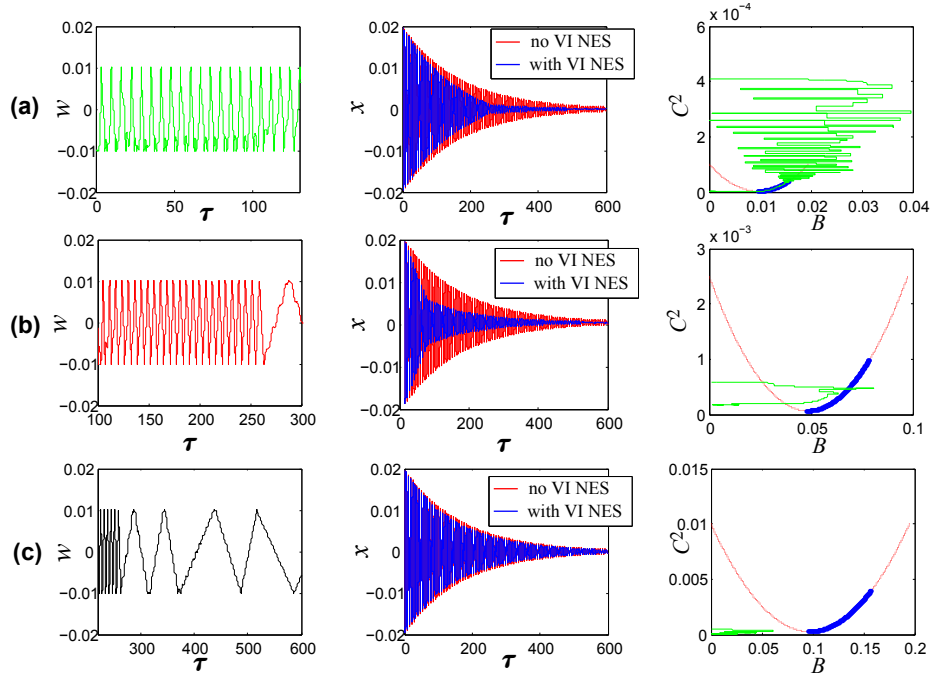 (a)
w
0.02
0.01
0
−0.01
−0.02
0
50
100
τ
x
0.02
0.01
0
−0.01
−0.02
0
200
400
600
τ
no VI NES
with VI NES
x 10⁻⁴
C²
6
4
2
0
0
0.01
0.02
0.03
0.04
B
(b)
w
0.02
0.01
0
−0.01
−0.02
100
150
200
250
300
τ
x
0.02
0.01
0
−0.01
−0.02
0
200
400
600
τ
no VI NES
with VI NES
x 10⁻³
C²
3
2
1
0
0
0.05
0.1
B
(c)
w
0.02
0.01
0
−0.01
−0.02
300
400
500
600
τ
x
0.02
0.01
0
−0.01
−0.02
0
200
400
600
τ
no VI NES
with VI NES
C²
0.015
0.01
0.005
0
0
0.05
0.1
0.15
0.2
B